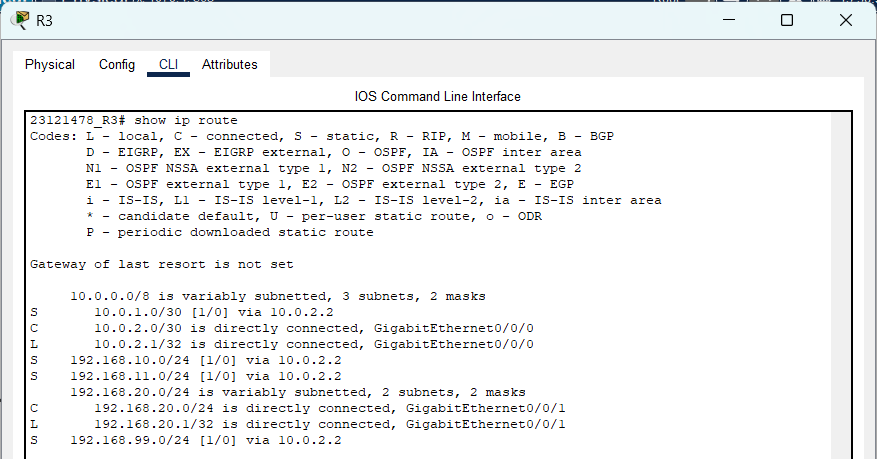 R3
Physical Config CLI Attributes
IOS Command Line Interface
23121478_R3# show ip route
Codes: L - local, C - connected, S - static, R - RIP, M - mobile, B - BGP
D - EIGRP, EX - EIGRP external, O - OSPF, IA - OSPF inter area
N1 - OSPF NSSA external type 1, N2 - OSPF NSSA external type 2
E1 - OSPF external type 1, E2 - OSPF external type 2, E - EGP
i - IS-IS, L1 - IS-IS level-1, L2 - IS-IS level-2, ia - IS-IS inter area
* - candidate default, U - per-user static route, o - ODR
P - periodic downloaded static route
Gateway of last resort is not set
10.0.0.0/8 is variably subnetted, 3 subnets, 2 masks
S 10.0.1.0/30 [1/0] via 10.0.2.2
C 10.0.2.0/30 is directly connected, GigabitEthernet0/0/0
L 10.0.2.1/32 is directly connected, GigabitEthernet0/0/0
S 192.168.10.0/24 [1/0] via 10.0.2.2
S 192.168.11.0/24 [1/0] via 10.0.2.2
192.168.20.0/24 is variably subnetted, 2 subnets, 2 masks
C 192.168.20.0/24 is directly connected, GigabitEthernet0/0/1
L 192.168.20.1/32 is directly connected, GigabitEthernet0/0/1
S 192.168.99.0/24 [1/0] via 10.0.2.2